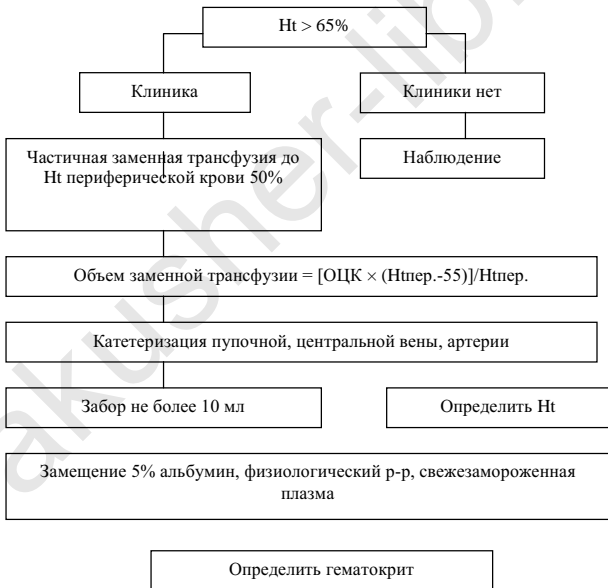 Ht > 65%
Клиника
Клиники нет
Частичная заменная трансфузия до
Ht периферической крови 50%
Наблюдение
Объем заменной трансфузии = [ОЦК × (Htпер.-55)]/Htпер.
Катетеризация пупочной, центральной вены, артерии
Забор не более 10 мл
Определить Ht
Замещение 5% альбумин, физиологический р-р, свежезамороженная
плазма
Определить гематокрит
akusher-lib